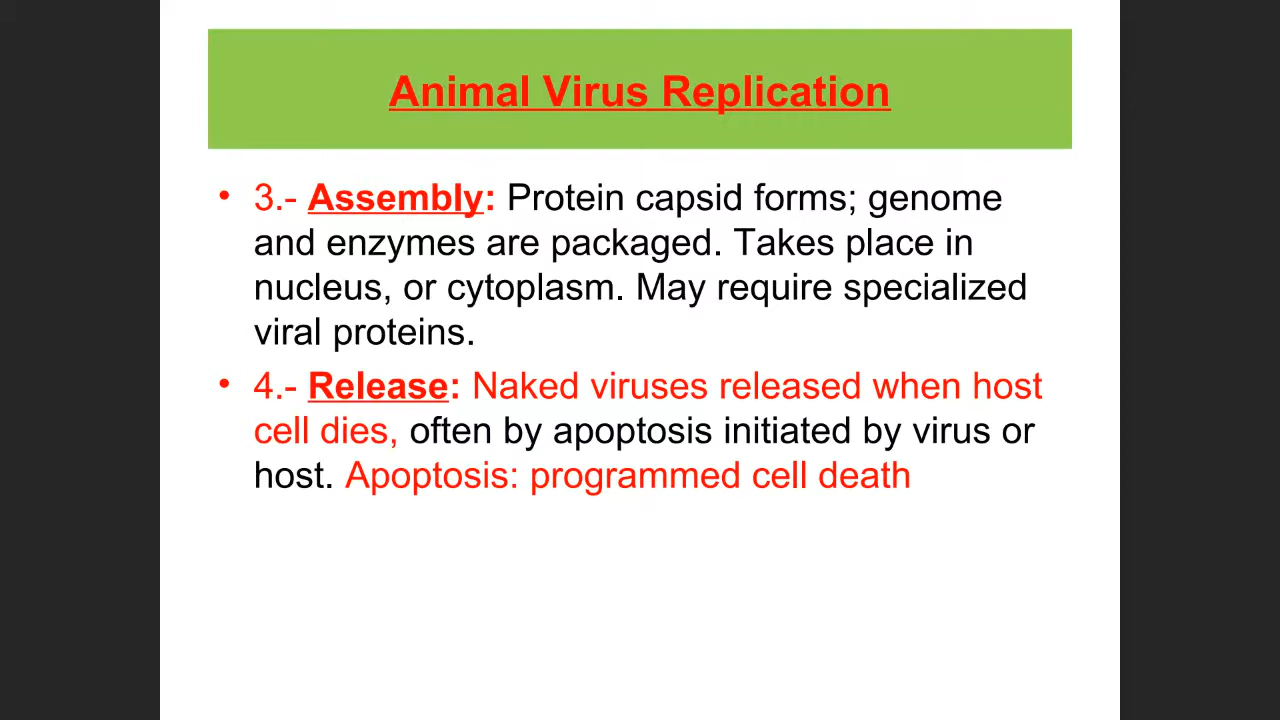 Animal Virus Replication
• 3.- Assembly: Protein capsid forms; genome
and enzymes are packaged. Takes place in
nucleus, or cytoplasm. May require specialized
viral proteins.
• 4.- Release: Naked viruses released when host
cell dies, often by apoptosis initiated by virus or
host. Apoptosis: programmed cell death